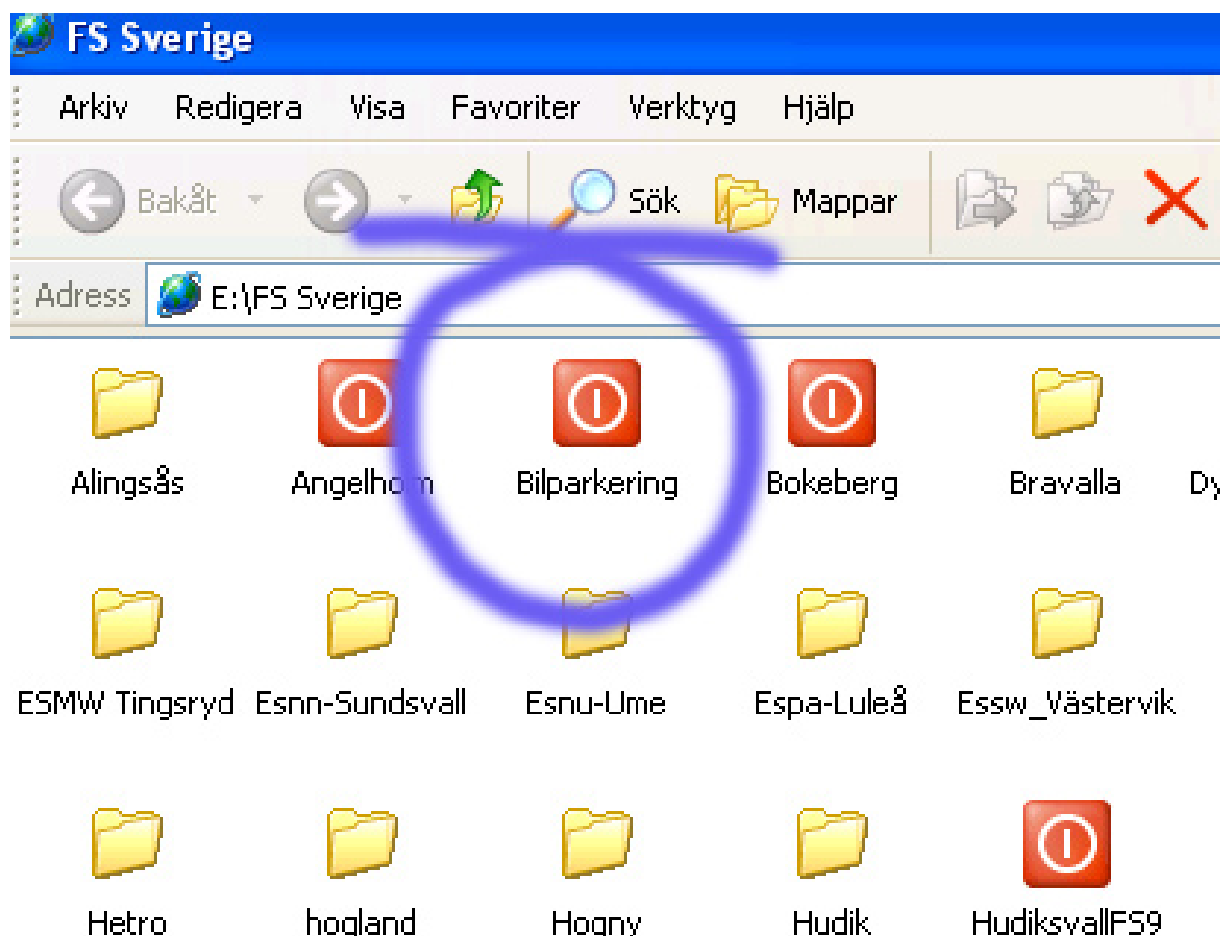 FS Sverige
Arkiv Redigera Visa Favoriter Verktyg Hjälp
Bakåt Sök Mappar
Adress E:\FS Sverige
Alingsås Angelhom Bilparkering Bokeberg Bravalla Dy
ESMW Tingsryd Esnn-Sundsvall Esnu-Ume Espa-Luleå Essw_Västervik
Hetro hogland Hogny Hudik HudiksvallFS9